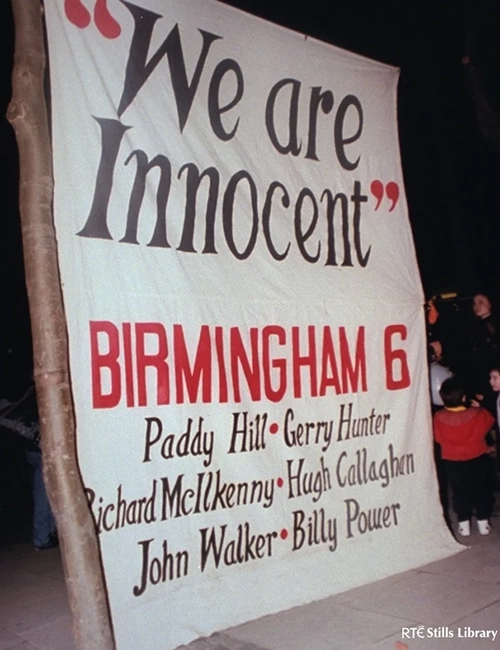 “We are
Innocent”
BIRMINGHAM 6
Paddy Hill • Gerry Hunter
Richard McIlkenny • Hugh Callaghan
John Walker • Billy Power
RTÉ Stills Library